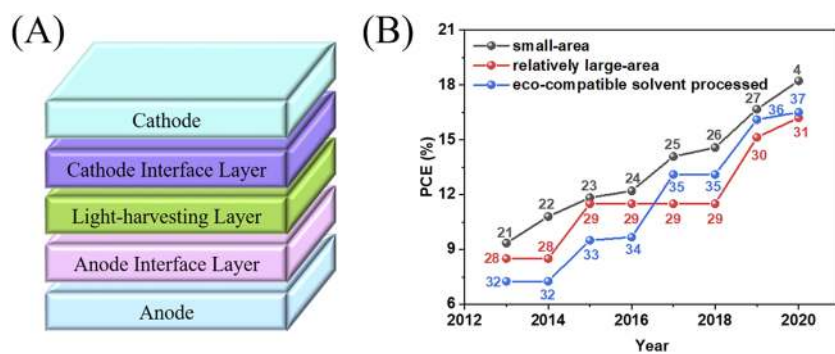 (A)
Cathode
Cathode Interface Layer
Light-harvesting Layer
Anode Interface Layer
Anode
(B)
21
18
15
12
9
6
PCE (%)
small-area
relatively large-area
eco-compatible solvent processed
21
22
23
24
25
26
27
4
28
28
29
29
29
29
30
31
32
32
33
34
35
35
36
37
2012
2014
2016
2018
2020
Year